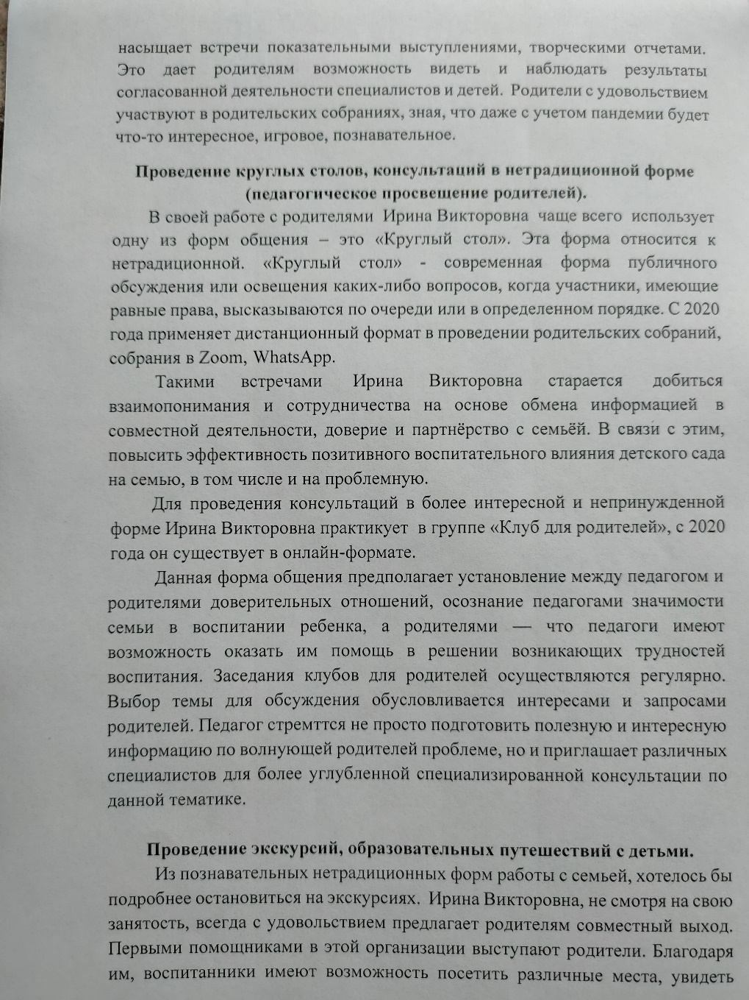 насыщает встречи показательными выступлениями, творческими отчетами.
Это дает родителям возможность видеть и наблюдать результаты
согласованной деятельности специалистов и детей. Родители с удовольствием
участвуют в родительских собраниях, зная, что даже с учетом пандемии будет
что-то интересное, игровое, познавательное.
Проведение круглых столов, консультаций в нетрадиционной форме
(педагогическое просвещение родителей).
В своей работе с родителями Ирина Викторовна чаще всего использует
одну из форм общения – это «Круглый стол». Эта форма относится к
нетрадиционной. «Круглый стол» - современная форма публичного
обсуждения или освещения каких-либо вопросов, когда участники, имеющие
равные права, высказываются по очереди или в определенном порядке. С 2020
года применяет дистанционный формат в проведении родительских собраний,
собрания в Zoom, WhatsApp.
Такими встречами Ирина Викторовна старается добиться
взаимопонимания и сотрудничества на основе обмена информацией в
совместной деятельности, доверие и партнёрство с семьёй. В связи с этим,
повысить эффективность позитивного воспитательного влияния детского сада
на семью, в том числе и на проблемную.
Для проведения консультаций в более интересной и непринужденной
форме Ирина Викторовна практикует в группе «Клуб для родителей», с 2020
года он существует в онлайн-формате.
Данная форма общения предполагает установление между педагогом и
родителями доверительных отношений, осознание педагогами значимости
семьи в воспитании ребенка, а родителями — что педагоги имеют
возможность оказать им помощь в решении возникающих трудностей
воспитания. Заседания клубов для родителей осуществляются регулярно.
Выбор темы для обсуждения обусловливается интересами и запросами
родителей. Педагог стремттся не просто подготовить полезную и интересную
информацию по волнующей родителей проблеме, но и приглашает различных
специалистов для более углубленной специализированной консультации по
данной тематике.
Проведение экскурсий, образовательных путешествий с детьми.
Из познавательных нетрадиционных форм работы с семьей, хотелось бы
подробнее остановиться на экскурсиях. Ирина Викторовна, не смотря на свою
занятость, всегда с удовольствием предлагает родителям совместный выход.
Первыми помощниками в этой организации выступают родители. Благодаря
им, воспитанники имеют возможность посетить различные места, увидеть